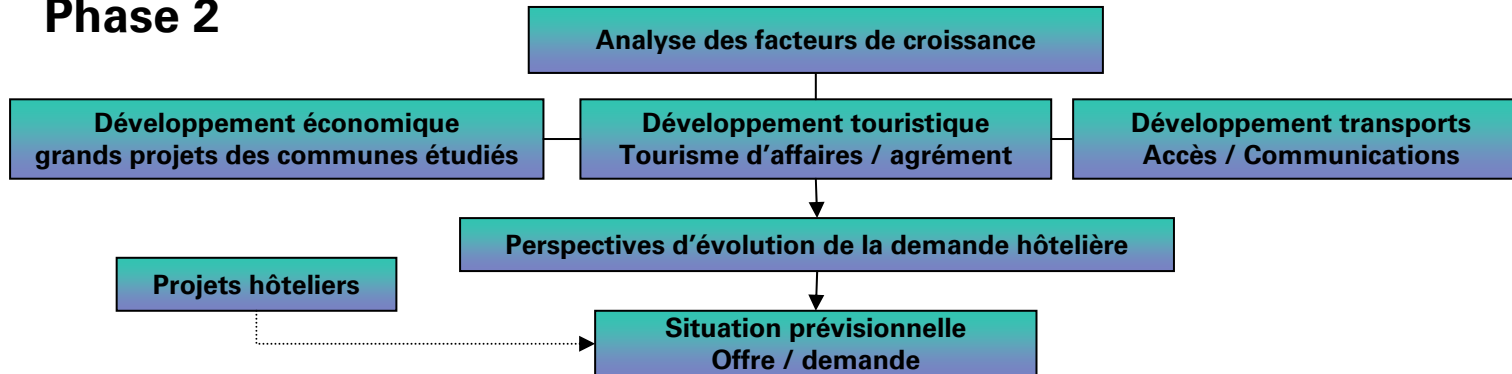 Phase 2
Analyse des facteurs de croissance
Développement économique
grands projets des communes étudiés
Développement touristique
Tourisme d'affaires / agrément
Développement transports
Accès / Communications
Perspectives d'évolution de la demande hôtelière
Projets hôteliers
Situation prévisionnelle
Offre / demande